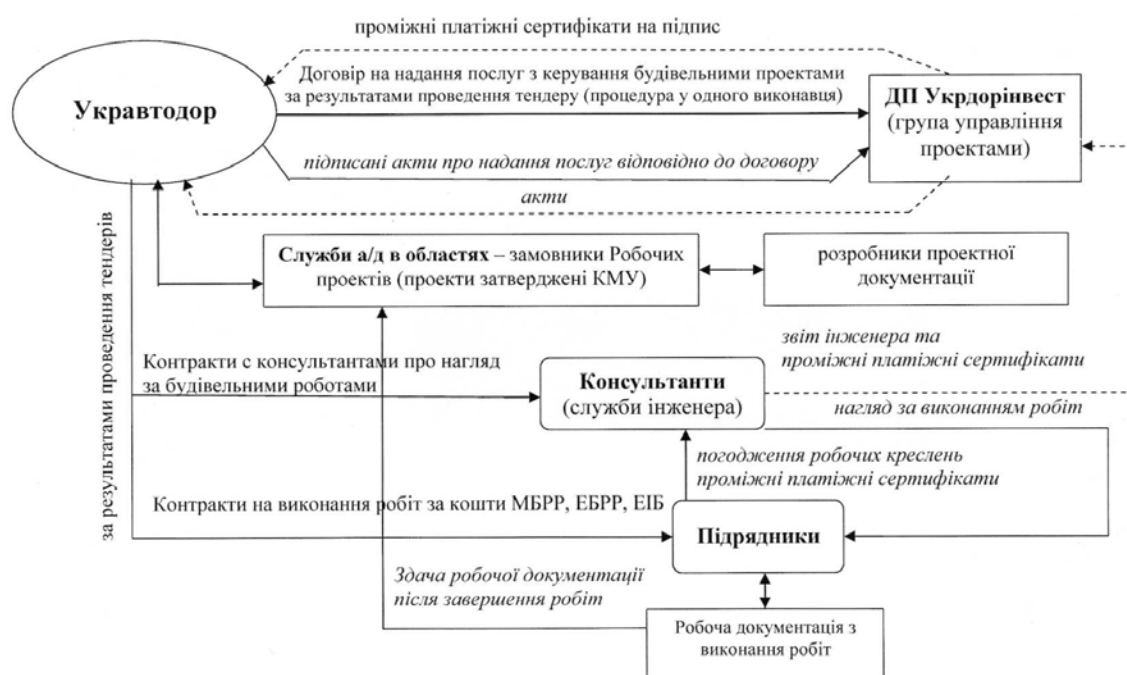 проміжні платіжні сертифікати на підпис
Договір на надання послуг з керування будівельними проектами
за результатами проведення тендеру (процедура у одного виконавця)
Укравтодор
ДП Укрдорінвест
(група управління
проектами)
підписані акти про надання послуг відповідно до договору
акти
за результатами проведення тендерів
Служби а/д в областях – замовники Робочих
проектів (проекти затверджені КМУ)
розробники проектної
документації
звіт інженера та
проміжні платіжні сертифікати
Контракти с консультантами про нагляд
за будівельними роботами
Консультанти
(служби інженера)
нагляд за виконанням робіт
погодження робочих креслень
проміжні платіжні сертифікати
Контракти на виконання робіт за кошти МБРР, ЕБРР, ЕІБ
Підрядники
Здача робочої документації
після завершення робіт
Робоча документація з
виконання робіт